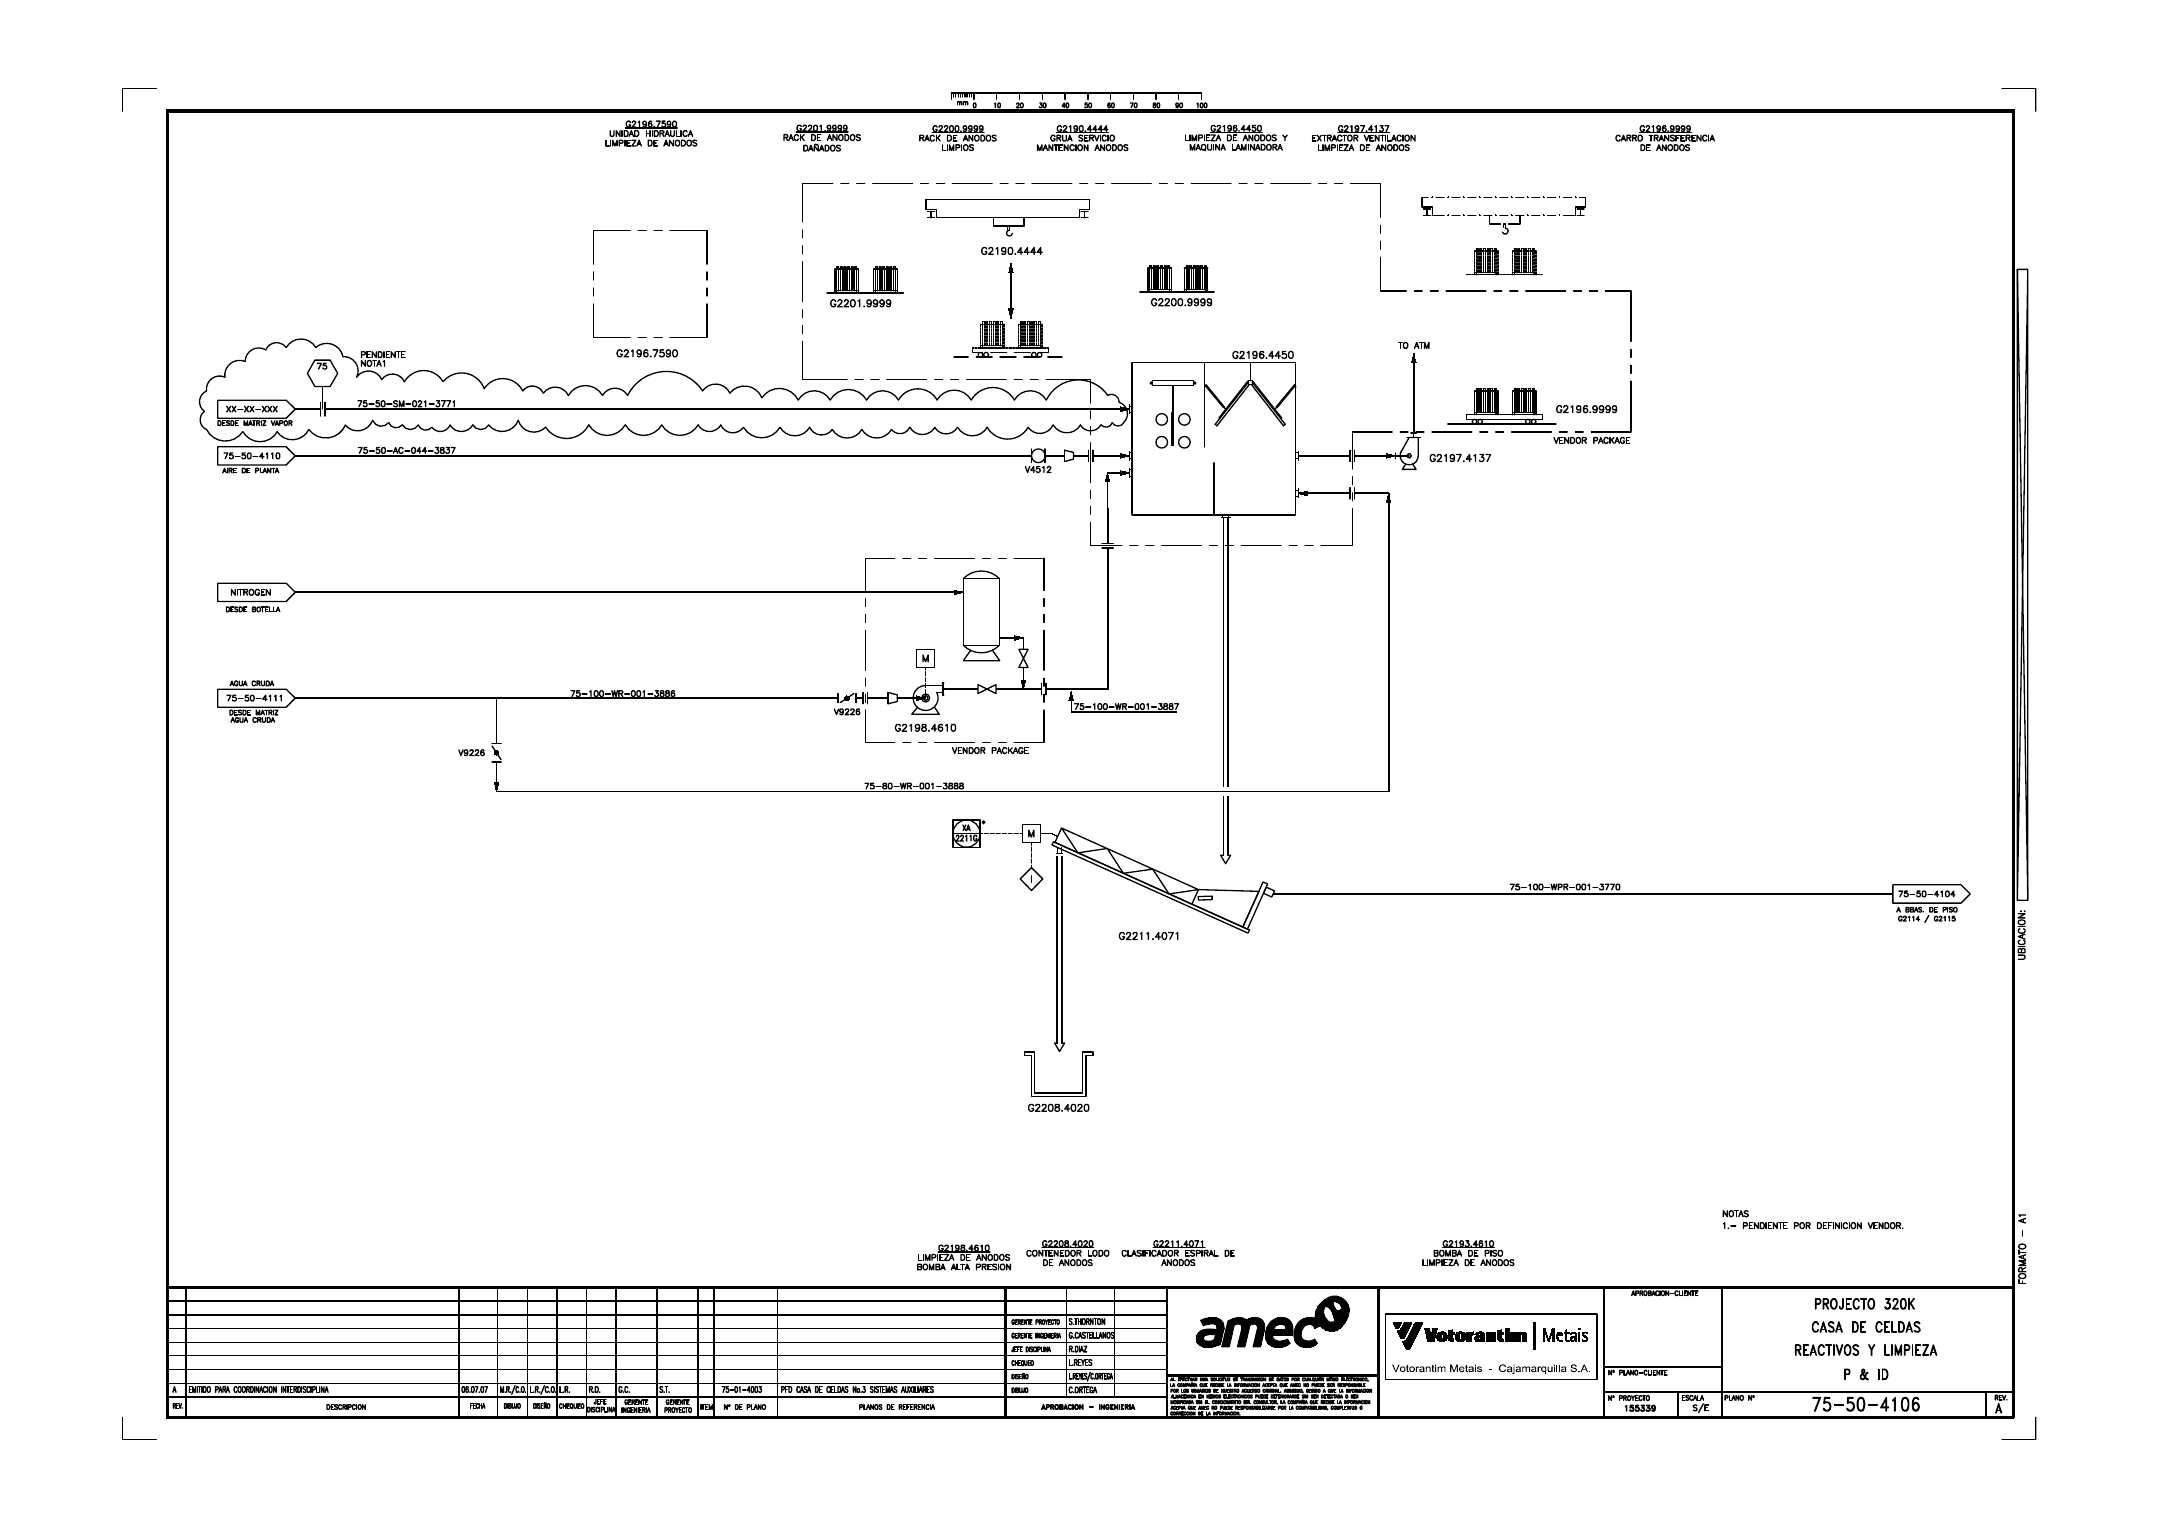 mm 0 10 20 30 40 50 60 70 80 90 100
G2196.7590
UNIDAD HIDRAULICA
LIMPIEZA DE ANODOS
G2201.9999
RACK DE ANODOS
DAÑADOS
G2200.9999
RACK DE ANODOS
LIMPIOS
G2190.4444
GRUA SERVICIO
MANTENCION ANODOS
G2196.4450
LIMPIEZA DE ANODOS Y
MAQUINA LAMINADORA
G2197.4137
EXTRACTOR VENTILACION
LIMPIEZA DE ANODOS
G2196.9999
CARRO TRANSFERENCIA
DE ANODOS
G2190.4444
G2201.9999
G2200.9999
G2196.7590
G2196.4450
TO ATM
PENDIENTE
NOTA1
75
XX-XX-XXX
DESDE MATRIZ VAPOR
75-50-SM-021-3771
G2196.9999
VENDOR PACKAGE
75-50-4110
AIRE DE PLANTA
75-50-AC-044-3837
V4512
G2197.4137
NITROGEN
DESDE BOTELLA
M
AGUA CRUDA
75-50-4111
DESDE MATRIZ
AGUA CRUDA
75-100-WR-001-3886
V9226
G2198.4610
75-100-WR-001-3887
VENDOR PACKAGE
V9226
75-80-WR-001-3888
XA
2211G
*
M
I
75-100-WPR-001-3770
75-50-4104
A BBAS. DE PISO
G2114 / G2115
G2211.4071
G2208.4020
UBICACION:
FORMATO - A1
NOTAS
1.- PENDIENTE POR DEFINICION VENDOR.
G2198.4610
LIMPIEZA DE ANODOS
BOMBA ALTA PRESION
G2208.4020
CONTENEDOR LODO
DE ANODOS
G2211.4071
CLASIFICADOR ESPIRAL DE
ANODOS
G2193.4610
BOMBA DE PISO
LIMPIEZA DE ANODOS
A EMITIDO PARA COORDINACION INTERDISCIPLINA 06.07.07 M.R./C.O. L.R./C.O. L.R. R.D. G.C. S.T. 75-01-4003 PFD CASA DE CELDAS No.3 SISTEMAS AUXILIARES
REV. DESCRIPCION FECHA DIBUJO DISEÑO CHEQUEO JEFE DISCIPLINA GERENTE INGENIERIA GERENTE PROYECTO ITEM N° DE PLANO PLANOS DE REFERENCIA
GERENTE PROYECTO S.THORNTON
GERENTE INGENIERIA G.CASTELLANOS
JEFE DISCIPLINA R.DIAZ
CHEQUEO L.REYES
DISEÑO L.REYES/C.ORTEGA
DIBUJO C.ORTEGA
APROBACION - INGENIERIA
amec
Votorantim | Metais
Votorantim Metais - Cajamarquilla S.A.
APROBACION-CLIENTE
N° PLANO-CLIENTE
N° PROYECTO
155339
ESCALA
S/E
PROJECTO 320K
CASA DE CELDAS
REACTIVOS Y LIMPIEZA
P & ID
PLANO N°
75-50-4106
REV.
A